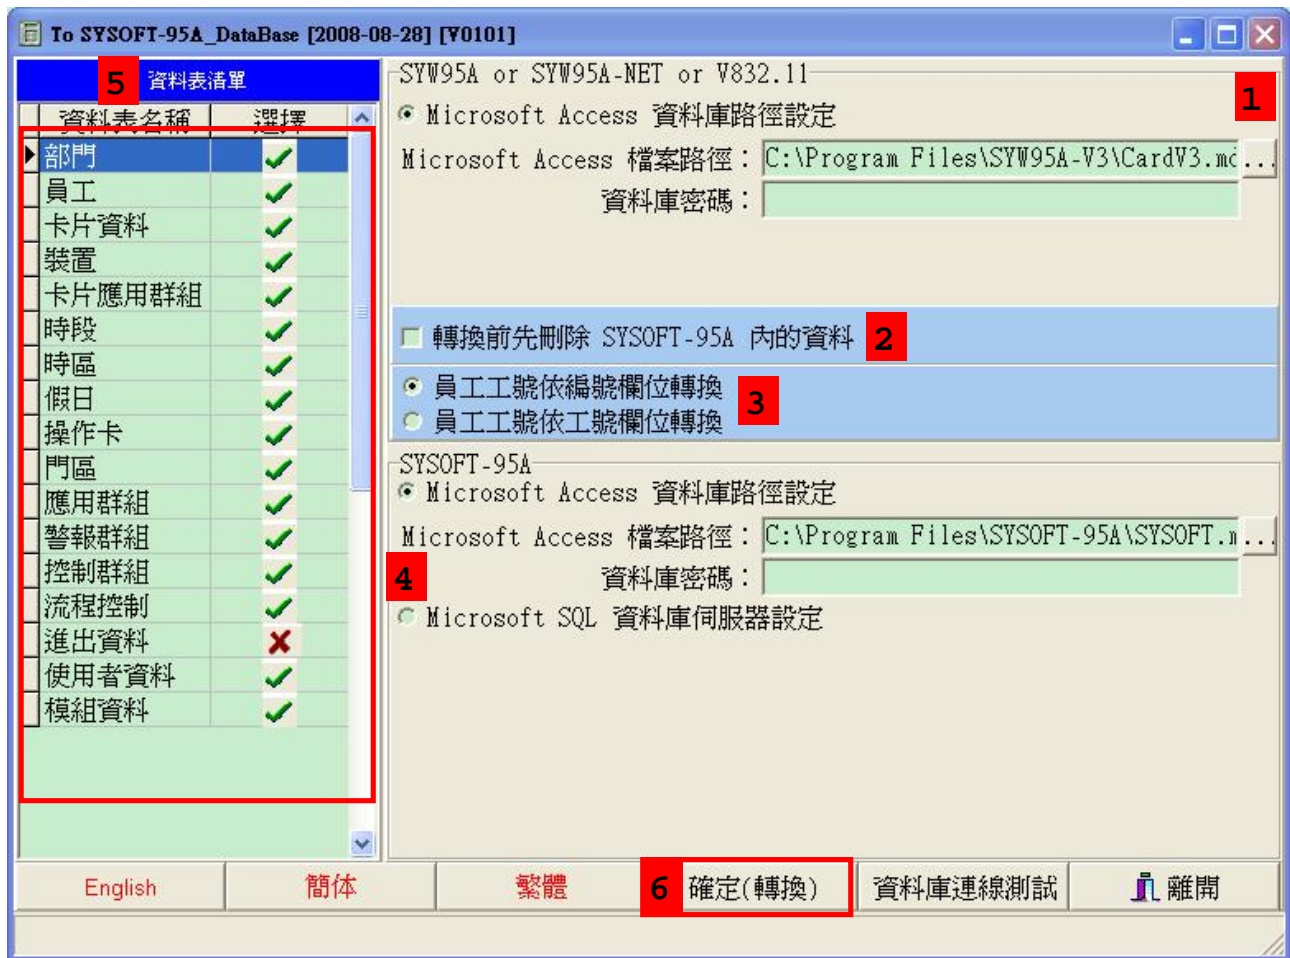 To SYSOFT-95A_DataBase [2008-08-28] [V0101]
5 資料表清單
資料表名稱 選擇
部門
員工
卡片資料
裝置
卡片應用群組
時段
時區
假日
操作卡
門區
應用群組
警報群組
控制群組
流程控制
進出資料
使用者資料
模組資料
SYW95A or SYW95A-NET or V832.11
1
Microsoft Access 資料庫路徑設定
Microsoft Access 檔案路徑： C:\Program Files\SYW95A-V3\CardV3.md ...
資料庫密碼：
轉換前先刪除 SYSOFT-95A 內的資料 2
員工工號依編號欄位轉換
3
員工工號依工號欄位轉換
SYSOFT-95A
Microsoft Access 資料庫路徑設定
Microsoft Access 檔案路徑： C:\Program Files\SYSOFT-95A\SYSOFT.m ...
4 資料庫密碼：
Microsoft SQL 資料庫伺服器設定
English 簡体 繁體 6 確定(轉換) 資料庫連線測試 離開